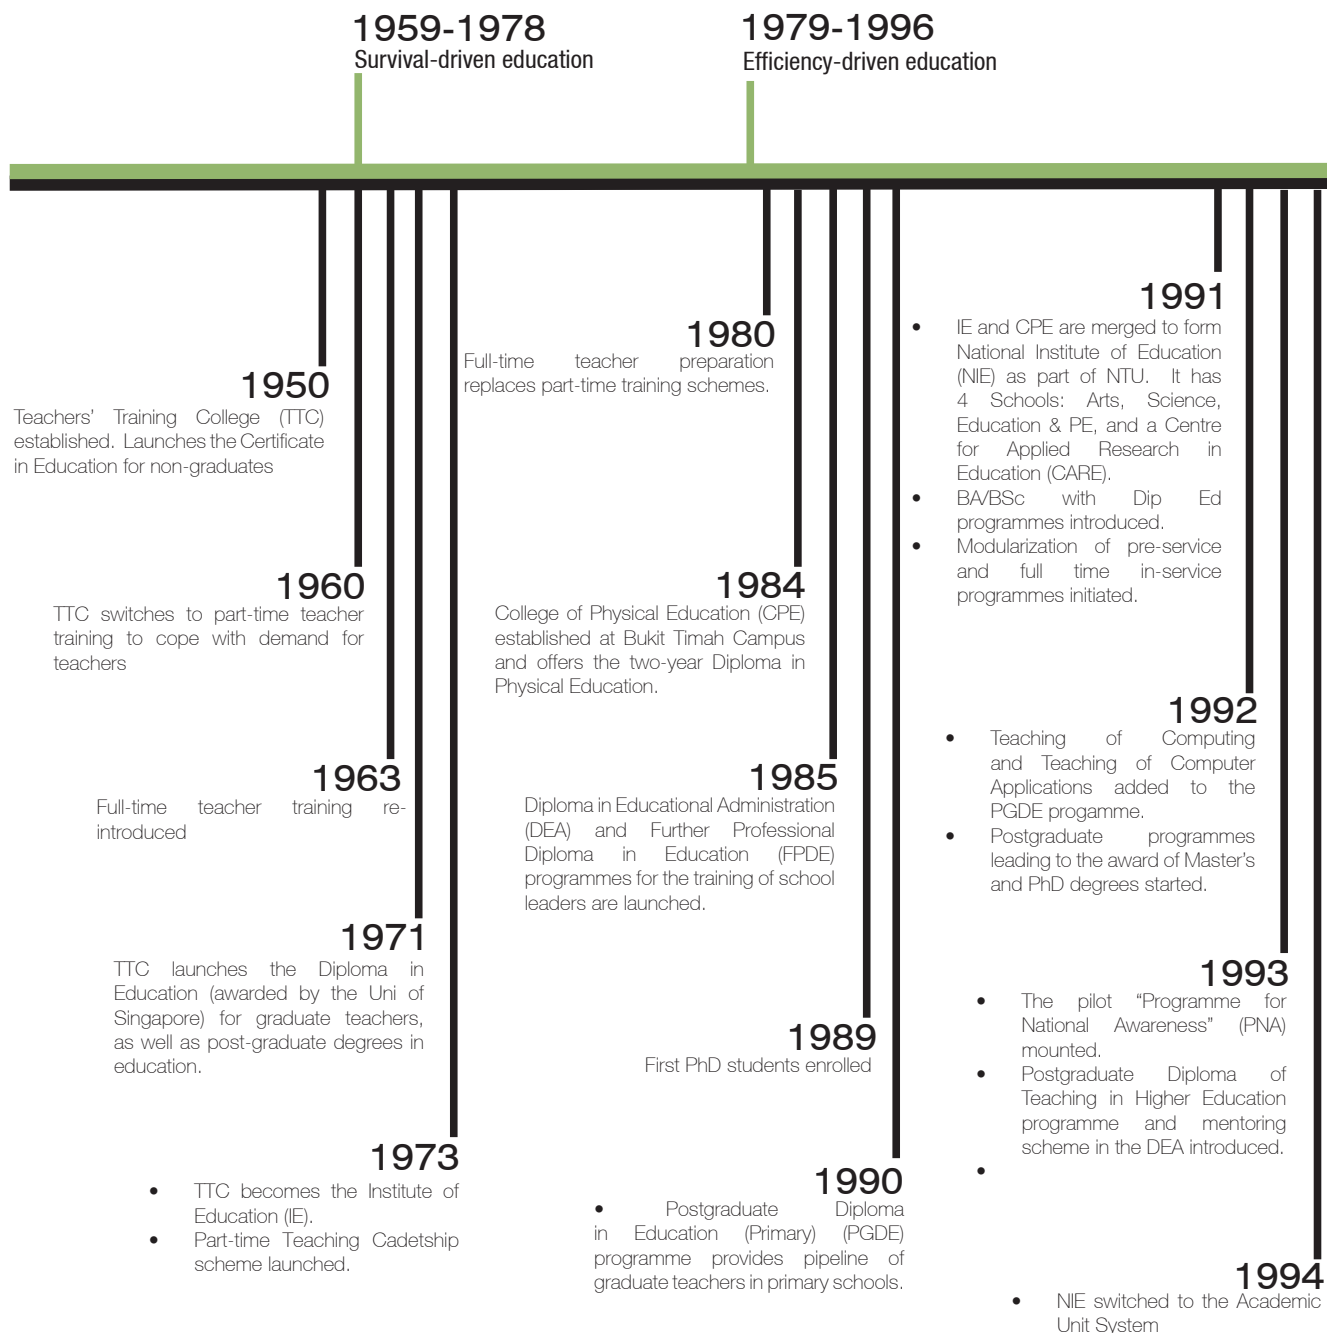 1959-1978
Survival-driven education
1979-1996
Efficiency-driven education
1950
Teachers' Training College (TTC)
established. Launches the Certificate
in Education for non-graduates
1960
TTC switches to part-time teacher
training to cope with demand for
teachers
1963
Full-time teacher training re-
introduced
1971
TTC launches the Diploma in
Education (awarded by the Uni of
Singapore) for graduate teachers,
as well as post-graduate degrees in
education.
1973
• TTC becomes the Institute of
Education (IE).
• Part-time Teaching Cadetship
scheme launched.
1980
Full-time teacher preparation
replaces part-time training schemes.
1984
College of Physical Education (CPE)
established at Bukit Timah Campus
and offers the two-year Diploma in
Physical Education.
1985
Diploma in Educational Administration
(DEA) and Further Professional
Diploma in Education (FPDE)
programmes for the training of school
leaders are launched.
1989
First PhD students enrolled
1990
• Postgraduate Diploma
in Education (Primary) (PGDE)
programme provides pipeline of
graduate teachers in primary schools.
1991
• IE and CPE are merged to form
National Institute of Education
(NIE) as part of NTU. It has
4 Schools: Arts, Science,
Education & PE, and a Centre
for Applied Research in
Education (CARE).
• BA/BSc with Dip Ed
programmes introduced.
• Modularization of pre-service
and full time in-service
programmes initiated.
1992
• Teaching of Computing
and Teaching of Computer
Applications added to the
PGDE progamme.
• Postgraduate programmes
leading to the award of Master's
and PhD degrees started.
1993
• The pilot “Programme for
National Awareness” (PNA)
mounted.
• Postgraduate Diploma of
Teaching in Higher Education
programme and mentoring
scheme in the DEA introduced.
•
1994
• NIE switched to the Academic
Unit System